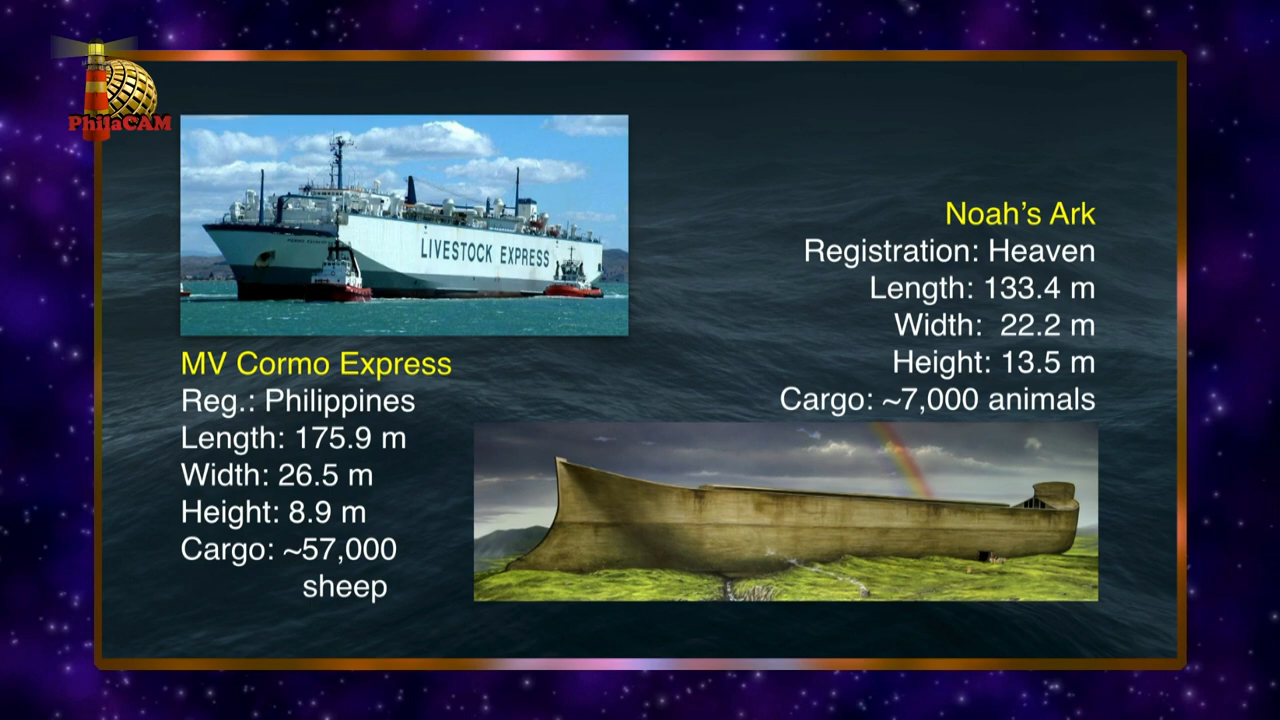 PhilaCAM
LIVESTOCK EXPRESS
MV Cormo Express
Reg.: Philippines
Length: 175.9 m
Width: 26.5 m
Height: 8.9 m
Cargo: ~57,000
sheep
Noah’s Ark
Registration: Heaven
Length: 133.4 m
Width:  22.2 m
Height: 13.5 m
Cargo: ~7,000 animals